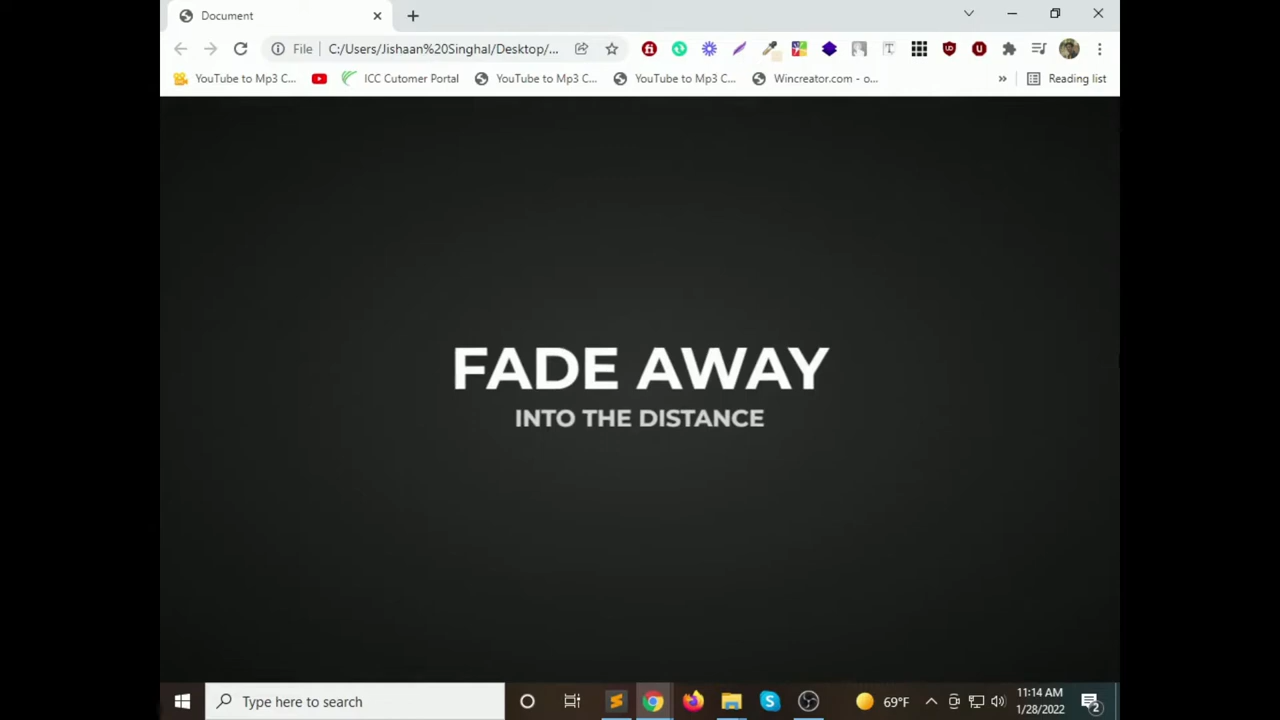 Document
File
C:/Users/Jishaan%20Singhal/Desktop/...
YouTube to Mp3 C...
ICC Cutomer Portal
YouTube to Mp3 C...
YouTube to Mp3 C...
Wincreator.com - o...
»
Reading list
FADE AWAY
INTO THE DISTANCE
Type here to search
69°F
11:14 AM
1/28/2022
2